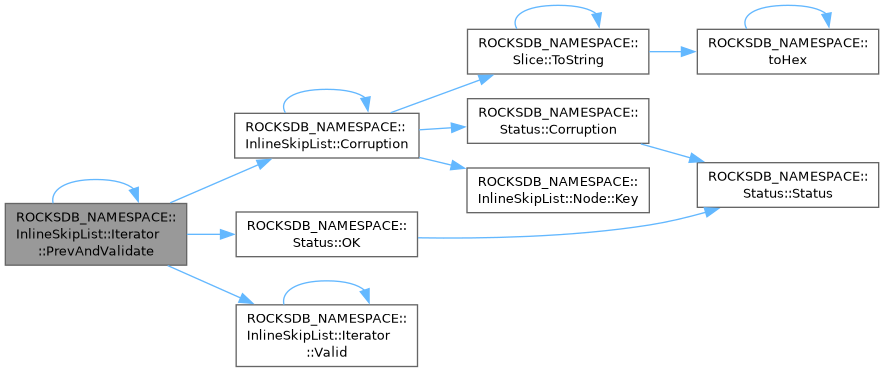 ROCKSDB_NAMESPACE::
InlineSkipList::Iterator
::PrevAndValidate
ROCKSDB_NAMESPACE::
InlineSkipList::Corruption
ROCKSDB_NAMESPACE::
Slice::ToString
ROCKSDB_NAMESPACE::
toHex
ROCKSDB_NAMESPACE::
Status::Corruption
ROCKSDB_NAMESPACE::
InlineSkipList::Node::Key
ROCKSDB_NAMESPACE::
Status::Status
ROCKSDB_NAMESPACE::
Status::OK
ROCKSDB_NAMESPACE::
InlineSkipList::Iterator
::Valid